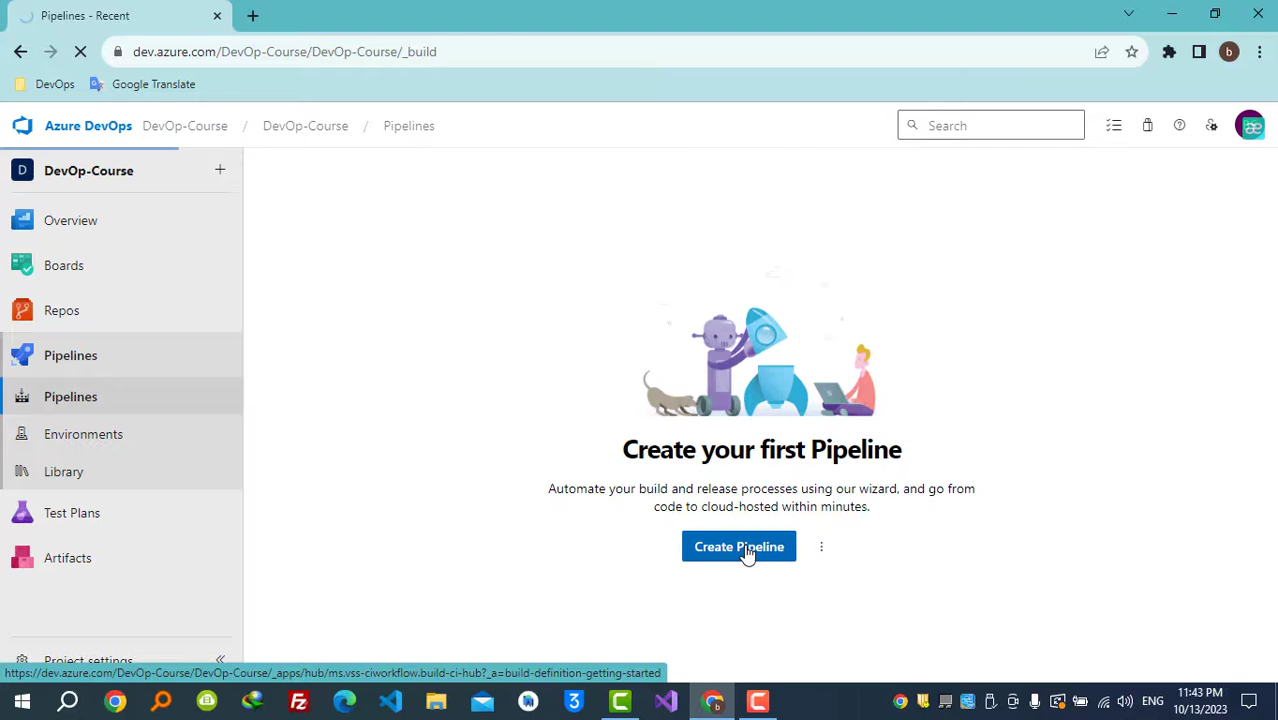 Pipelines - Recent
dev.azure.com/DevOp-Course/DevOp-Course/_build
b
DevOps
Google Translate
Azure DevOps DevOp-Course / DevOp-Course / Pipelines
Search
æ
D DevOp-Course
Overview
Boards
Repos
Pipelines
Pipelines
Environments
Library
Test Plans
Artifacts
Project settings
Create your first Pipeline
Automate your build and release processes using our wizard, and go from
code to cloud-hosted within minutes.
Create Pipeline
https://dev.azure.com/DevOp-Course/DevOp-Course/_apps/hub/ms.vss-ciworkflow.build-ci-hub?_a=build-definition-getting-started
ENG
11:43 PM
10/13/2023